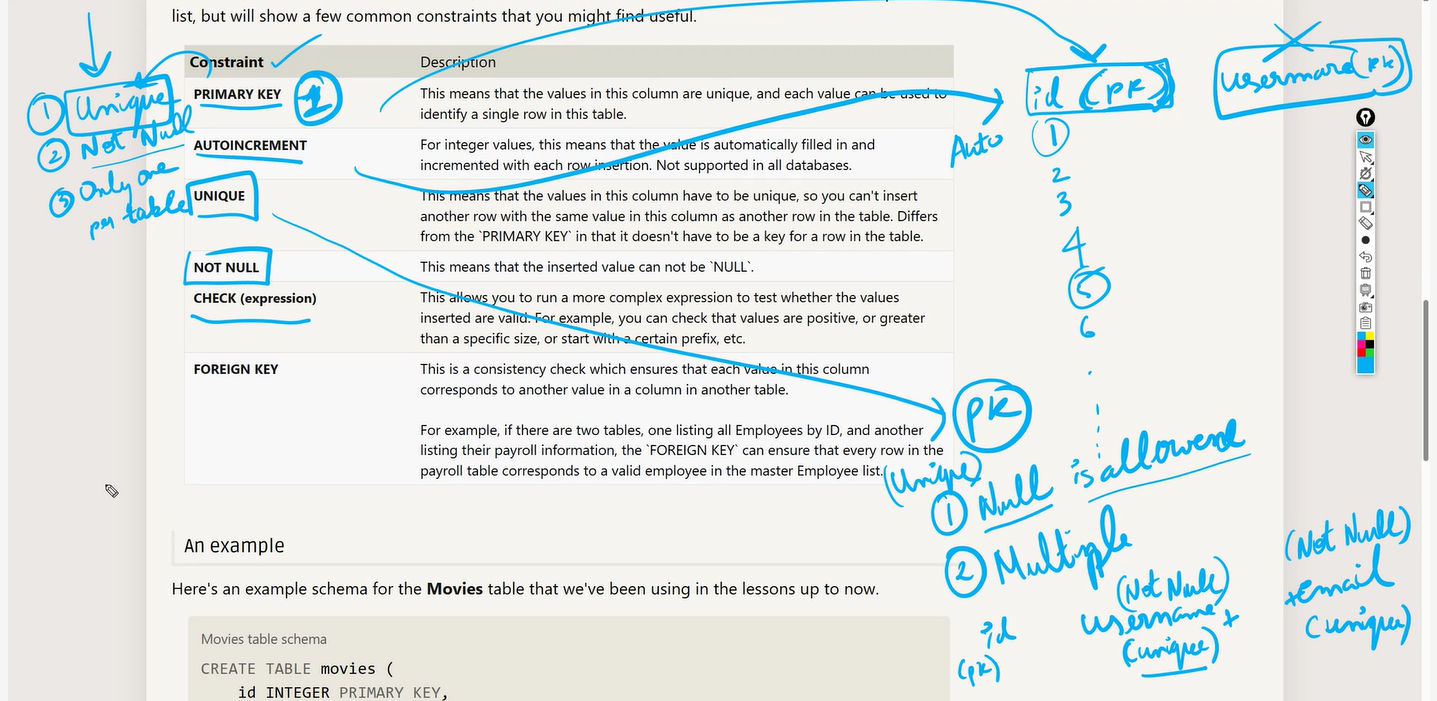 list, but will show a few common constraints that you might find useful.
Constraint Description
PRIMARY KEY This means that the values in this column are unique, and each value can be used to
identify a single row in this table.
AUTOINCREMENT For integer values, this means that the value is automatically filled in and
incremented with each row insertion. Not supported in all databases.
UNIQUE This means that the values in this column have to be unique, so you can't insert
another row with the same value in this column as another row in the table. Differs
from the `PRIMARY KEY` in that it doesn't have to be a key for a row in the table.
NOT NULL This means that the inserted value can not be `NULL`.
CHECK (expression) This allows you to run a more complex expression to test whether the values
inserted are valid. For example, you can check that values are positive, or greater
than a specific size, or start with a certain prefix, etc.
FOREIGN KEY This is a consistency check which ensures that each value in this column
corresponds to another value in a column in another table.
For example, if there are two tables, one listing all Employees by ID, and another
listing their payroll information, the `FOREIGN KEY` can ensure that every row in the
payroll table corresponds to a valid employee in the master Employee list.
An example
Here's an example schema for the Movies table that we've been using in the lessons up to now.
Movies table schema
CREATE TABLE movies (
id INTEGER PRIMARY KEY,
① Unique
② Not Null
③ Only one
per table
1
id (PK)
Auto
①
2
3
4
⑤
6
username (PK)
PK
(Unique)
① Null is allowed
② Multiple
id
(PK)
(Not Null)
username +
(unique)
(Not Null)
+ email
(unique)